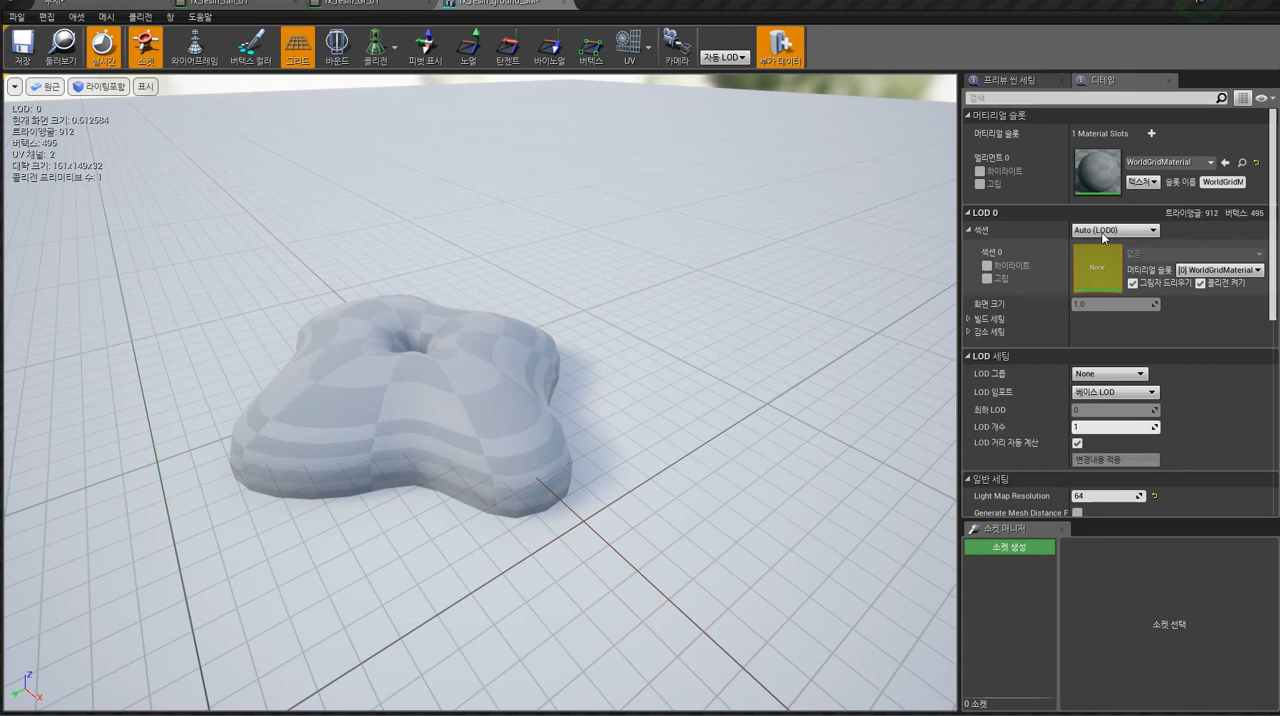 fx_resin_fall_01
fx_resin_bl_01
fx_resin_ground_SM*
파일 편집 애셋 메시 콜리전 창 도움말
저장 둘러보기 실시간 소켓 와이어프레임 버텍스 컬러 그리드 바운드 콜리전 피벗 표시 노멀 탄젠트 바이노멀 버텍스 UV 카메라 자동 LOD 부가 데이터
원근 라이팅포함 표시
LOD: 0
현재 화면 크기: 0.612584
트라이앵글: 912
버텍스: 495
UV 채널: 2
대략 크기: 161x149x32
콜리전 프리미티브 수: 1
Z
X
프리뷰 씬 세팅 디테일
검색
머티리얼 슬롯
머티리얼 슬롯 1 Material Slots
엘리먼트 0 WorldGridMaterial
하이라이트
고립 텍스처 슬롯 이름 WorldGridM
LOD 0 트라이앵글: 912 버텍스: 495
섹션 Auto (LOD0)
섹션 0 None 없음
하이라이트 머티리얼 슬롯 [0] WorldGridMaterial
고립 그림자 드리우기 콜리전 켜기
화면 크기 1.0
빌드 세팅
감소 세팅
LOD 세팅
LOD 그룹 None
LOD 임포트 베이스 LOD
최하 LOD 0
LOD 개수 1
LOD 거리 자동 계산
변경내용 적용
일반 세팅
Light Map Resolution 64
Generate Mesh Distance F
소켓 매니저
소켓 생성
소켓 선택
0 소켓